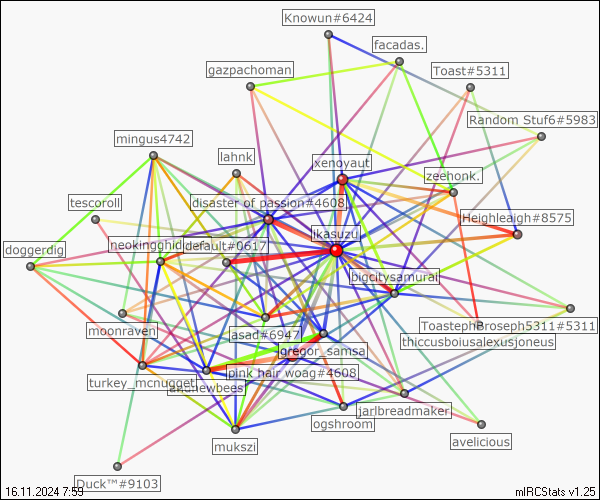 Knowun#6424
facadas.
gazpachoman
Toast#5311
Random Stuf6#5983
mingus4742
lahnk
xenoyaut
zeehonk.
tescoroll
disaster of passion#4608
Heighleaigh#8575
ikasuzu
doggerdig
default#0617
bigcitysamurai
moonraven
asad#6947
ToastephBroseph5311#5311
thiccusboiusalexusjoneus
gregor_samsa
turkey_mcnugget
pink hair woag#4608
andnewbees
jarlbreadmaker
ogshroom
mukszi
avelicious
Duck™#9103
16.11.2024 7:59
mIRCStats v1.25